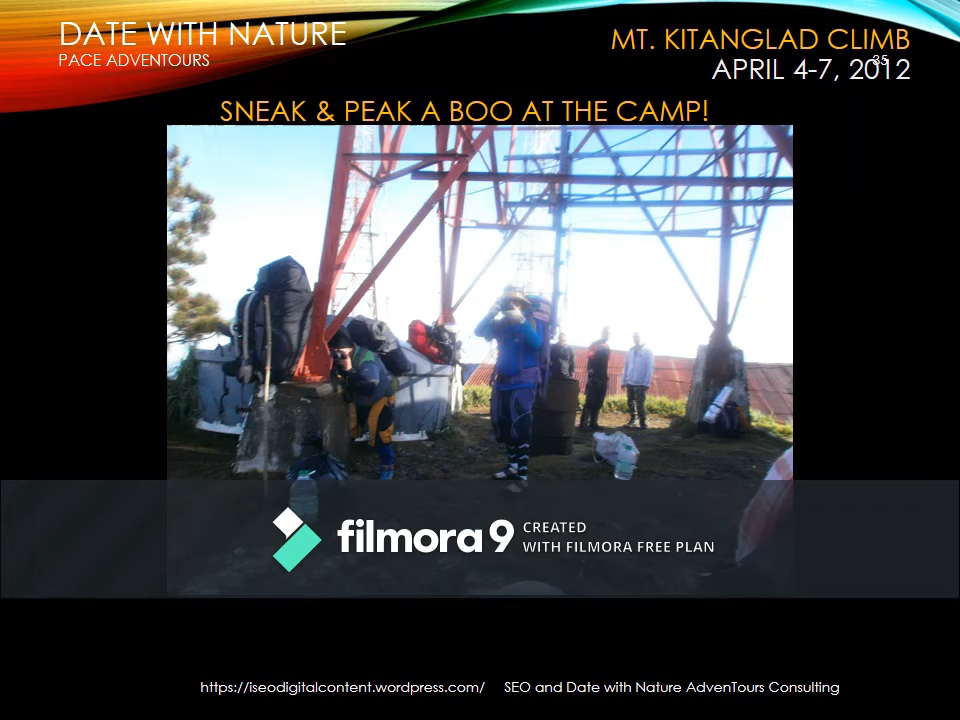 DATE WITH NATURE
PACE ADVENTOURS
MT. KITANGLAD CLIMB
35
APRIL 4-7, 2012
SNEAK & PEAK A BOO AT THE CAMP!
filmora 9
CREATED
WITH FILMORA FREE PLAN
https://iseodigitalcontent.wordpress.com/ SEO and Date with Nature AdvenTours Consulting